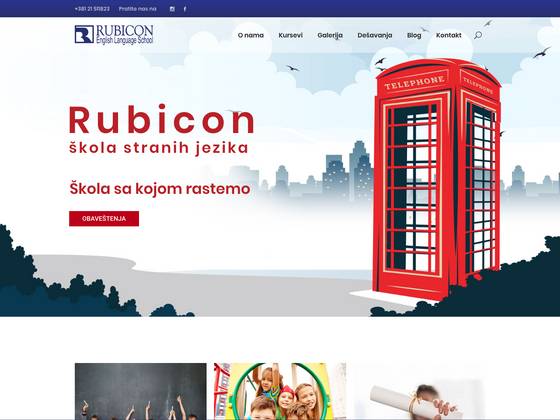 +381 21 511823 Pratite nas na
RUBICON
English Language School
O nama Kursevi Galerija Dešavanja Blog Kontakt
TELEPHONE TELEPHONE
Rubicon
škola stranih jezika
Škola sa kojom rastemo
OBAVEŠTENJA